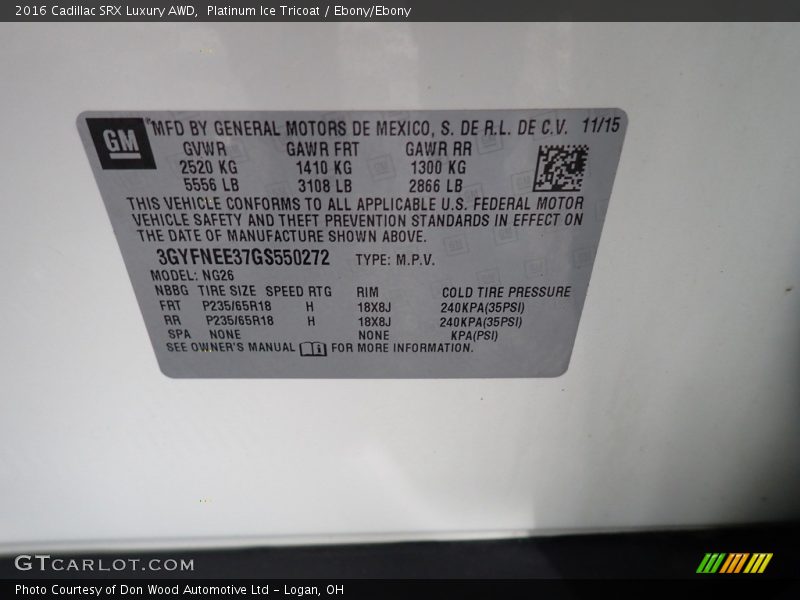 2016 Cadillac SRX Luxury AWD,  Platinum Ice Tricoat / Ebony/Ebony
GM
MFD BY GENERAL MOTORS DE MEXICO, S. DE R.L. DE C.V. 11/15
GVWR GAWR FRT GAWR RR
2520 KG 1410 KG 1300 KG
5556 LB 3108 LB 2866 LB
THIS VEHICLE CONFORMS TO ALL APPLICABLE U.S. FEDERAL MOTOR
VEHICLE SAFETY AND THEFT PREVENTION STANDARDS IN EFFECT ON
THE DATE OF MANUFACTURE SHOWN ABOVE.
3GYFNEE37GS550272 TYPE: M.P.V.
MODEL: NG26
NBBG TIRE SIZE SPEED RTG RIM COLD TIRE PRESSURE
FRT P235/65R18 H 18X8J 240KPA(35PSI)
RR P235/65R18 H 18X8J 240KPA(35PSI)
SPA NONE NONE KPA(PSI)
SEE OWNER'S MANUAL FOR MORE INFORMATION.
GTCARLOT.COM
Photo Courtesy of Don Wood Automotive Ltd - Logan, OH